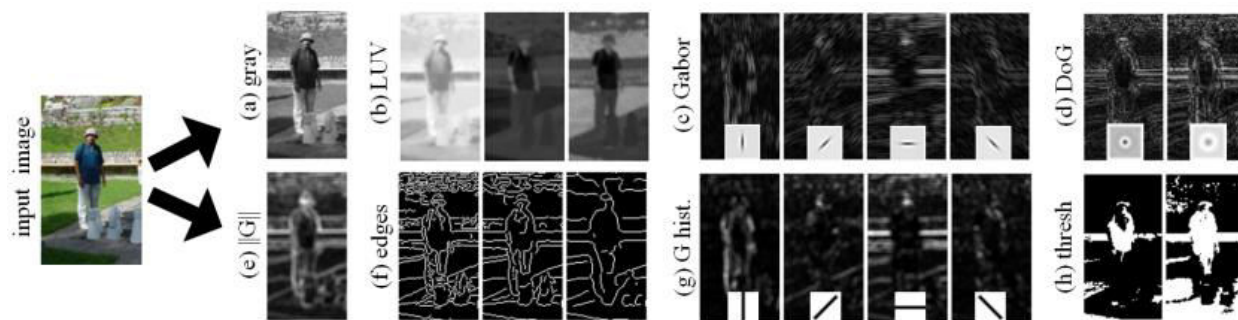 input image
(a) gray
(b) LUV
(c) Gabor
(d) DoG
(e) ||G||
(f) edges
(g) G hist.
(h) thresh